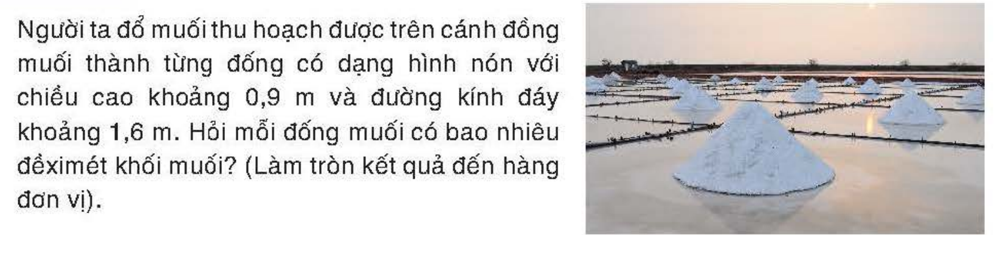 Người ta đổ muối thu hoạch được trên cánh đồng
muối thành từng đống có dạng hình nón với
chiều cao khoảng 0,9 m và đường kính đáy
khoảng 1,6 m. Hỏi mỗi đống muối có bao nhiêu
đềximét khối muối? (Làm tròn kết quả đến hàng
đơn vị).